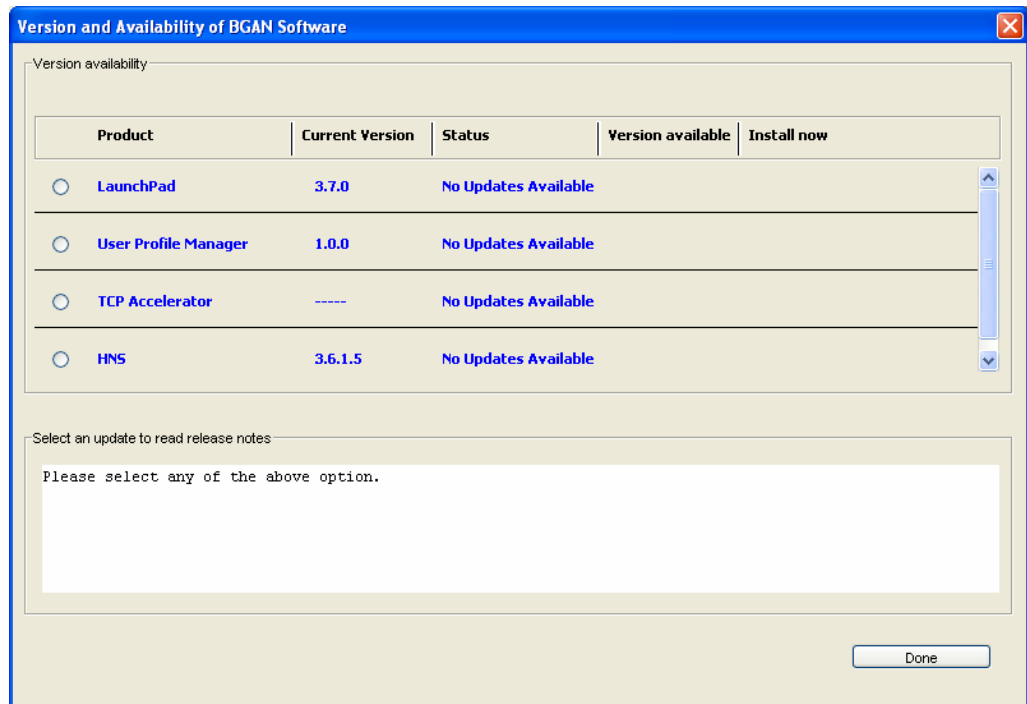 Version and Availability of BGAN Software
Version availability
Product Current Version Status Version available Install now
LaunchPad 3.7.0 No Updates Available
User Profile Manager 1.0.0 No Updates Available
TCP Accelerator ----- No Updates Available
HNS 3.6.1.5 No Updates Available
Select an update to read release notes
Please select any of the above option.
Done